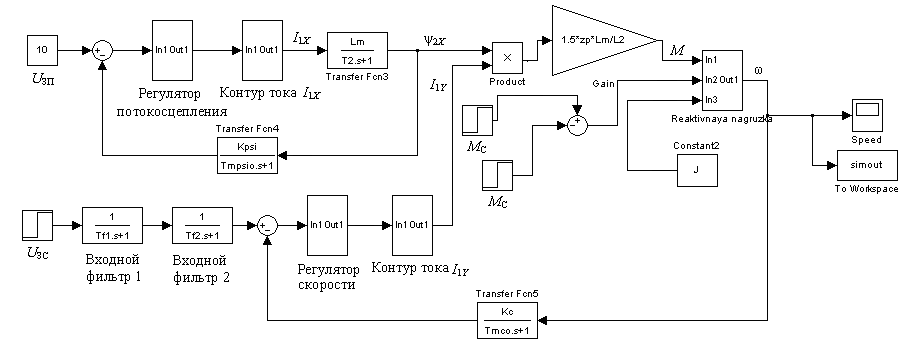 10
U3П
In1 Out1
Регулятор
потокосцепления
In1 Out1
Контур тока I1X
I1X
Lm
T2.s+1
Transfer Fcn3
Ψ2X
I1Y
×
Product
1.5*zp*Lm/L2
Gain
M
In1
In2 Out1
In3
Reaktivnaya nagruzka
ω
Speed
simout
To Workspace
Transfer Fcn4
Kpsi
Tmpsio.s+1
MC
MC
Constant2
J
U3C
1
Tf1.s+1
Входной
фильтр 1
1
Tf2.s+1
Входной
фильтр 2
In1 Out1
Регулятор
скорости
In1 Out1
Контур тока I1Y
Transfer Fcn5
Kc
Tmco.s+1